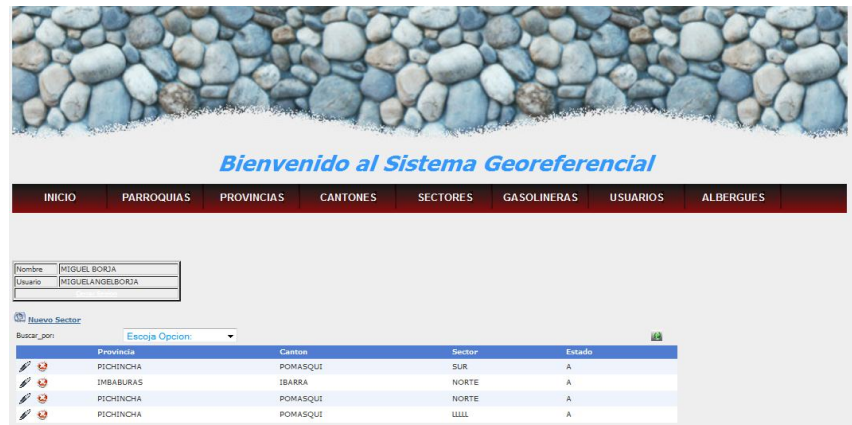 Bienvenido al Sistema Georeferencial
INICIO PARROQUIAS PROVINCIAS CANTONES SECTORES GASOLINERAS USUARIOS ALBERGUES
Nombre MIGUEL BORJA
Usuario MIGUELANGELBORJA
Nuevo Sector
Buscar_por: Escoja Opcion:
Provincia Canton Sector Estado
PICHINCHA POMASQUI SUR A
IMBABURAS IBARRA NORTE A
PICHINCHA POMASQUI NORTE A
PICHINCHA POMASQUI A